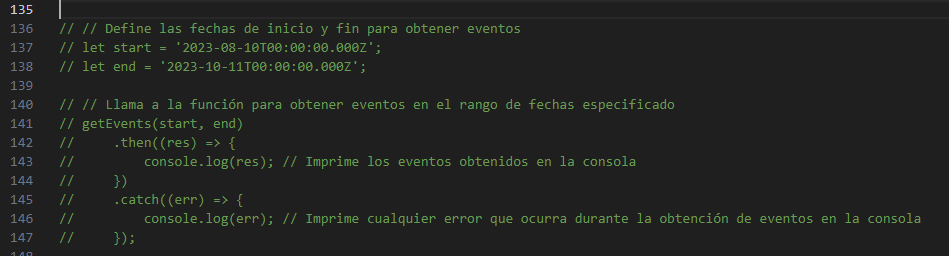 135
136 // // Define las fechas de inicio y fin para obtener eventos
137 // let start = '2023-08-10T00:00:00.000Z';
138 // let end = '2023-10-11T00:00:00.000Z';
139
140 // // Llama a la función para obtener eventos en el rango de fechas especificado
141 // getEvents(start, end)
142 //     .then((res) => {
143 //         console.log(res); // Imprime los eventos obtenidos en la consola
144 //     })
145 //     .catch((err) => {
146 //         console.log(err); // Imprime cualquier error que ocurra durante la obtención de eventos en la consola
147 //     });
148